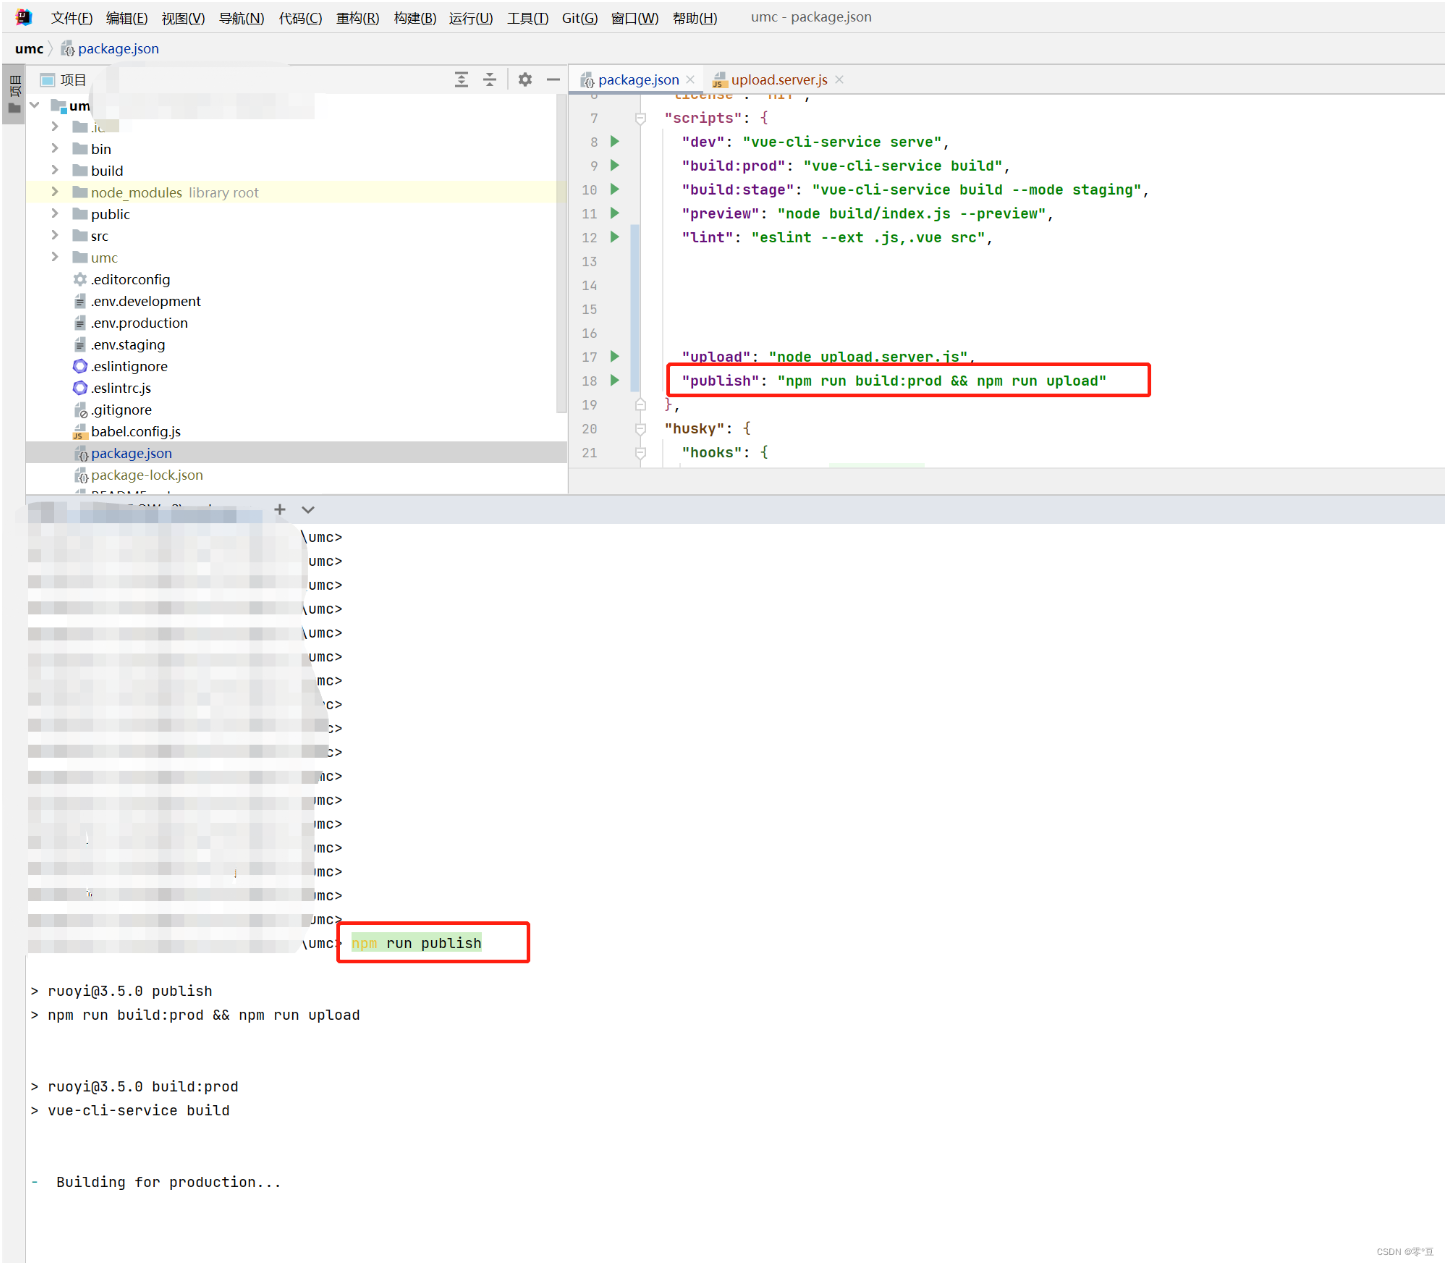 文件(F) 编辑(E) 视图(V) 导航(N) 代码(C) 重构(R) 构建(B) 运行(U) 工具(T) Git(G) 窗口(W) 帮助(H) umc - package.json
umc package.json
项目
项目
package.json
upload.server.js
um
bin
build
node_modules library root
public
src
umc
.editorconfig
.env.development
.env.production
.env.staging
.eslintignore
.eslintrc.js
.gitignore
babel.config.js
package.json
package-lock.json
7 "scripts": {
8 "dev": "vue-cli-service serve",
9 "build:prod": "vue-cli-service build",
10 "build:stage": "vue-cli-service build --mode staging",
11 "preview": "node build/index.js --preview",
12 "lint": "eslint --ext .js,.vue src",
13
14
15
16
17 "upload": "node upload.server.js",
18 "publish": "npm run build:prod && npm run upload"
19 },
20 "husky": {
21 "hooks": {
\umc>
umc>
umc>
\umc>
\umc>
umc>
mc>
c>
c>
c>
mc>
mc>
mc>
mc>
mc>
mc>
umc>
\umc> npm run publish
> ruoyi@3.5.0 publish
> npm run build:prod && npm run upload
> ruoyi@3.5.0 build:prod
> vue-cli-service build
- Building for production...
CSDN @零°亘